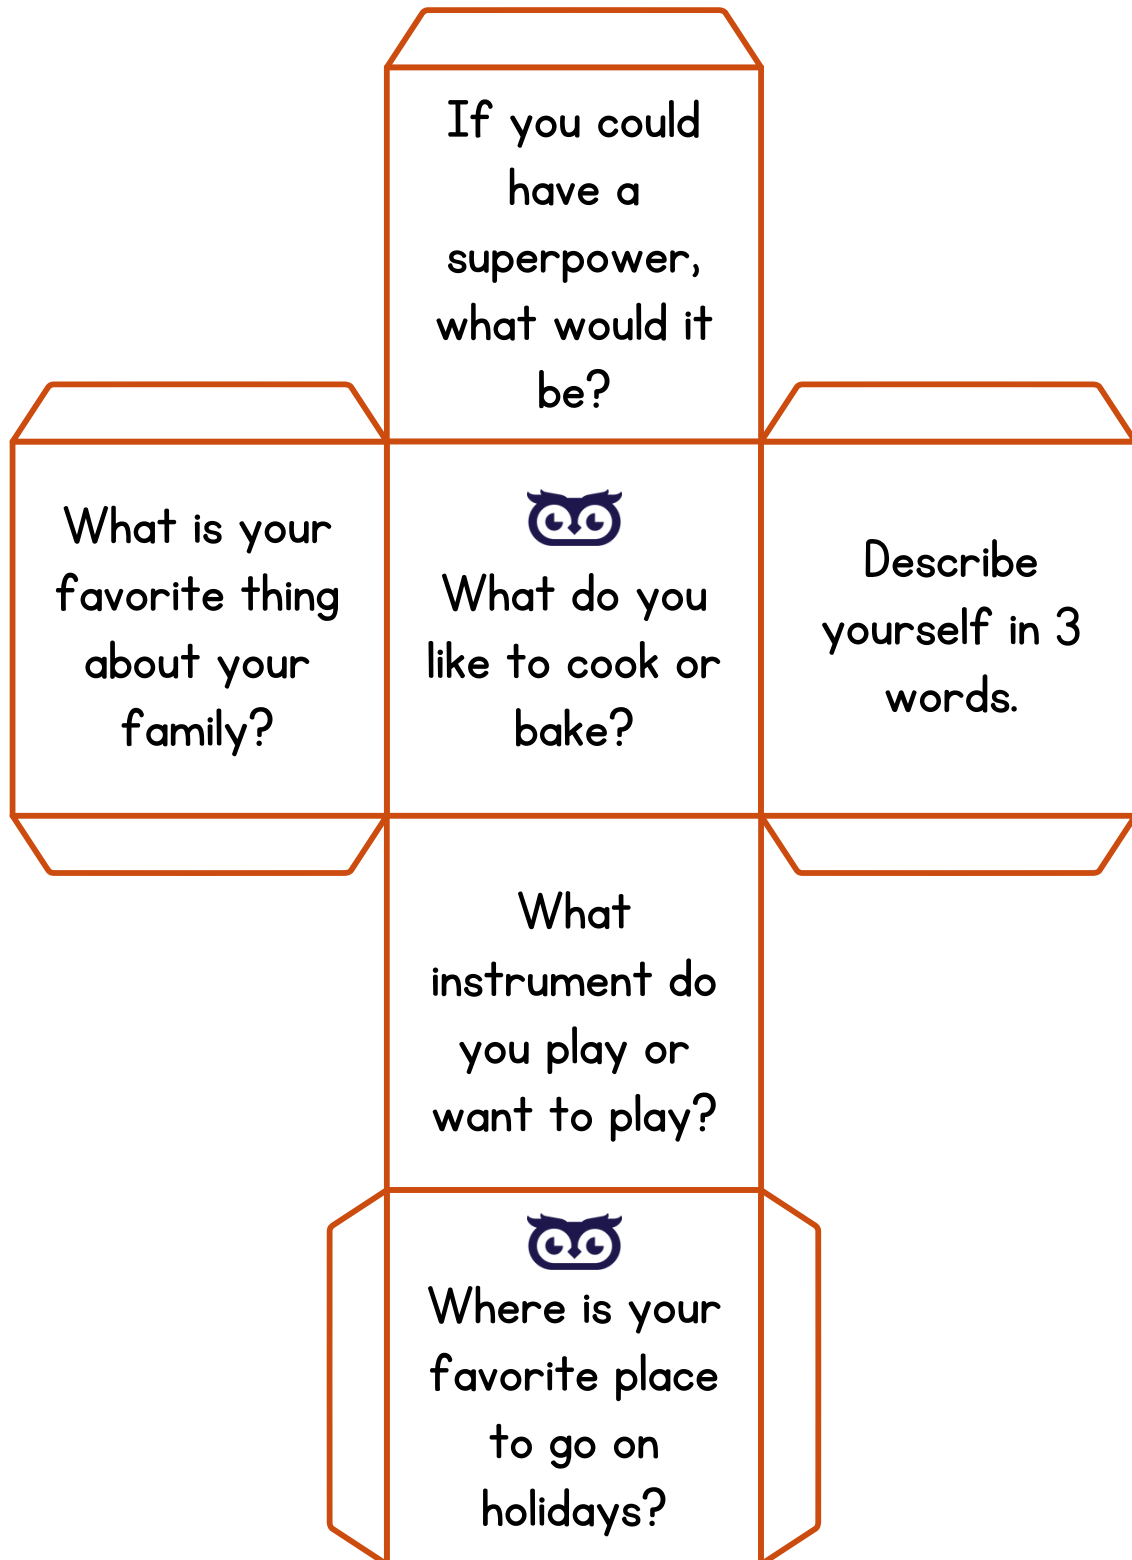 If you could
have a
superpower,
what would it
be?
What is your
favorite thing
about your
family?
What do you
like to cook or
bake?
Describe
yourself in 3
words.
What
instrument do
you play or
want to play?
Where is your
favorite place
to go on
holidays?